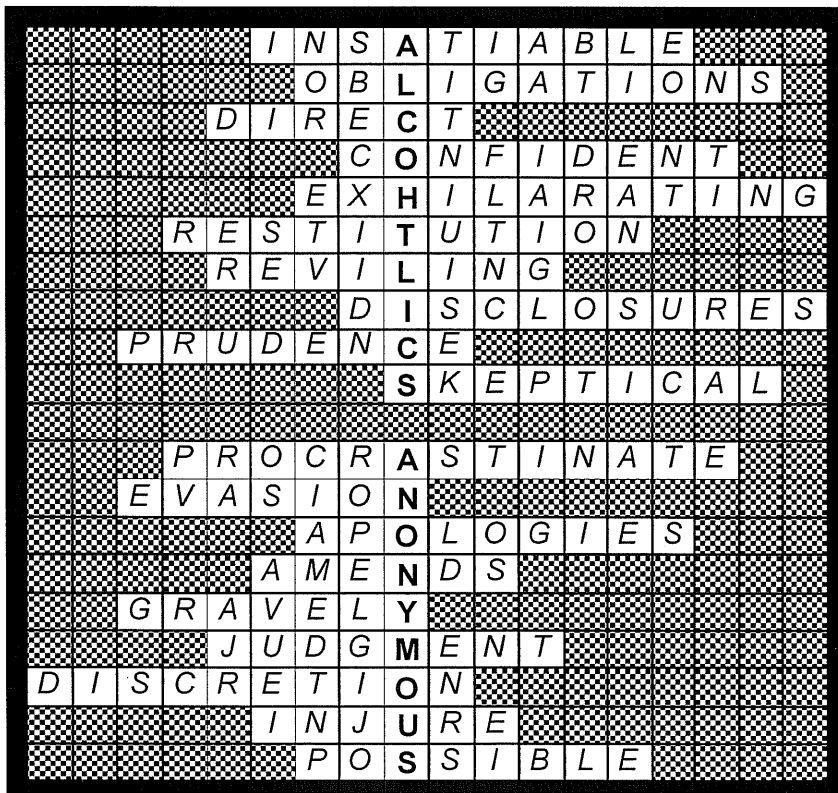 INSATIABLE
OBLIGATIONS
DIRECT
CONFIDENT
EXHILARATING
RESTITUTION
REVILING
DISCLOSURES
PRUDENCE
SKEPTICAL
PROCRASTINATE
EVASION
APOLOGIES
AMENDS
GRAVELY
JUDGMENT
DISCRETION
INJURE
POSSIBLE